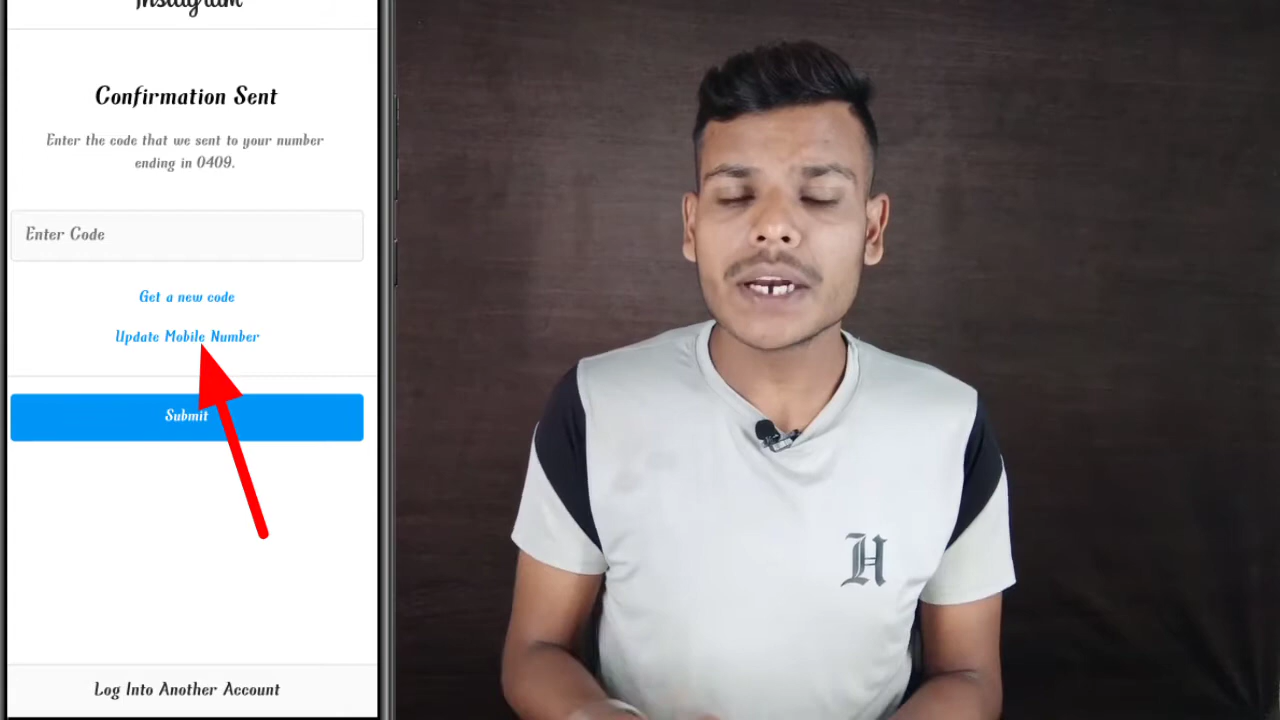 Instagram
Confirmation Sent
Enter the code that we sent to your number
ending in 0409.
Enter Code
Get a new code
Update Mobile Number
Submit
Log Into Another Account
H